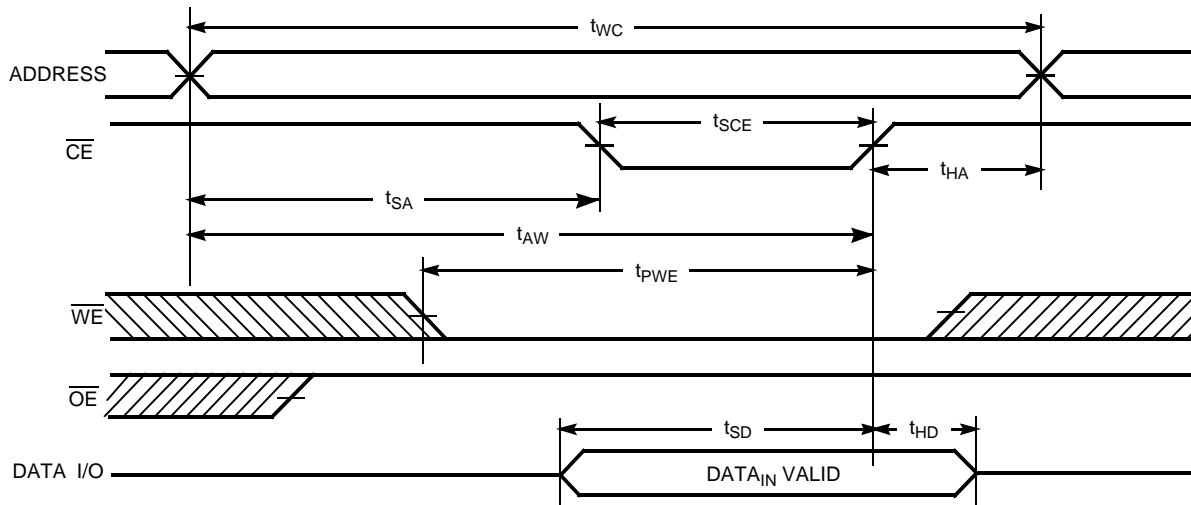 tWC
ADDRESS
tSCE
CE
tHA
tSA
tAW
tPWE
WE
OE
tSD
tHD
DATA I/O
DATAIN VALID